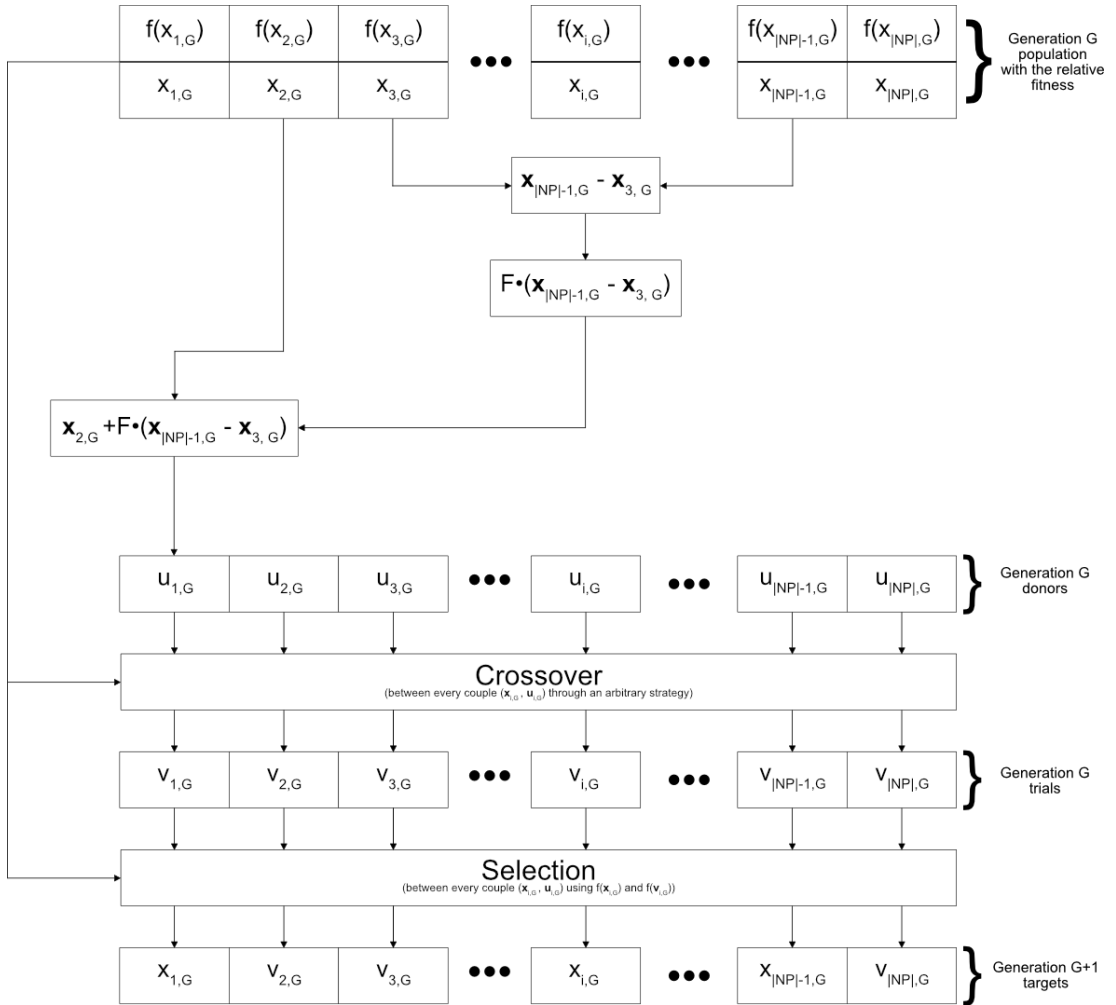 f(x1,G) f(x2,G) f(x3,G) ••• f(xi,G) ••• f(x|NP|-1,G) f(x|NP|,G)
x1,G x2,G x3,G xi,G x|NP|-1,G x|NP|,G
Generation G
population
with the relative
fitness
x|NP|-1,G - x3, G
F•(x|NP|-1,G - x3, G)
x2,G +F•(x|NP|-1,G - x3, G)
u1,G u2,G u3,G ••• ui,G ••• u|NP|-1,G u|NP|,G
Generation G
donors
Crossover
(between every couple (xi,G , ui,G) through an arbitrary strategy)
v1,G v2,G v3,G ••• vi,G ••• v|NP|-1,G v|NP|,G
Generation G
trials
Selection
(between every couple (xi,G , ui,G) using f(xi,G) and f(vi,G))
x1,G v2,G v3,G ••• xi,G ••• x|NP|-1,G v|NP|,G
Generation G+1
targets